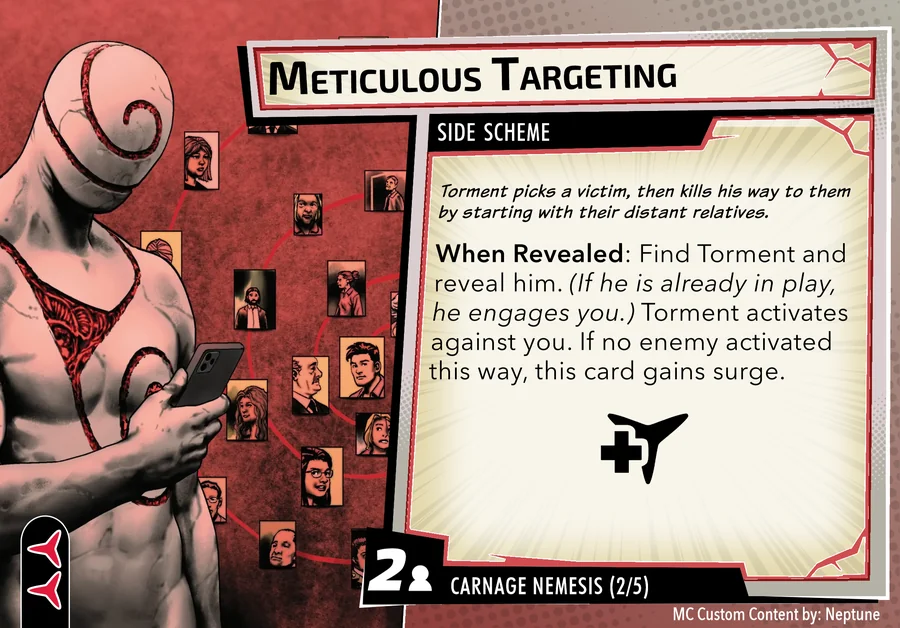 METICULOUS TARGETING
SIDE SCHEME
Torment picks a victim, then kills his way to them
by starting with their distant relatives.
When Revealed: Find Torment and
reveal him. (If he is already in play,
he engages you.) Torment activates
against you. If no enemy activated
this way, this card gains surge.
2
CARNAGE NEMESIS (2/5)
MC Custom Content by: Neptune